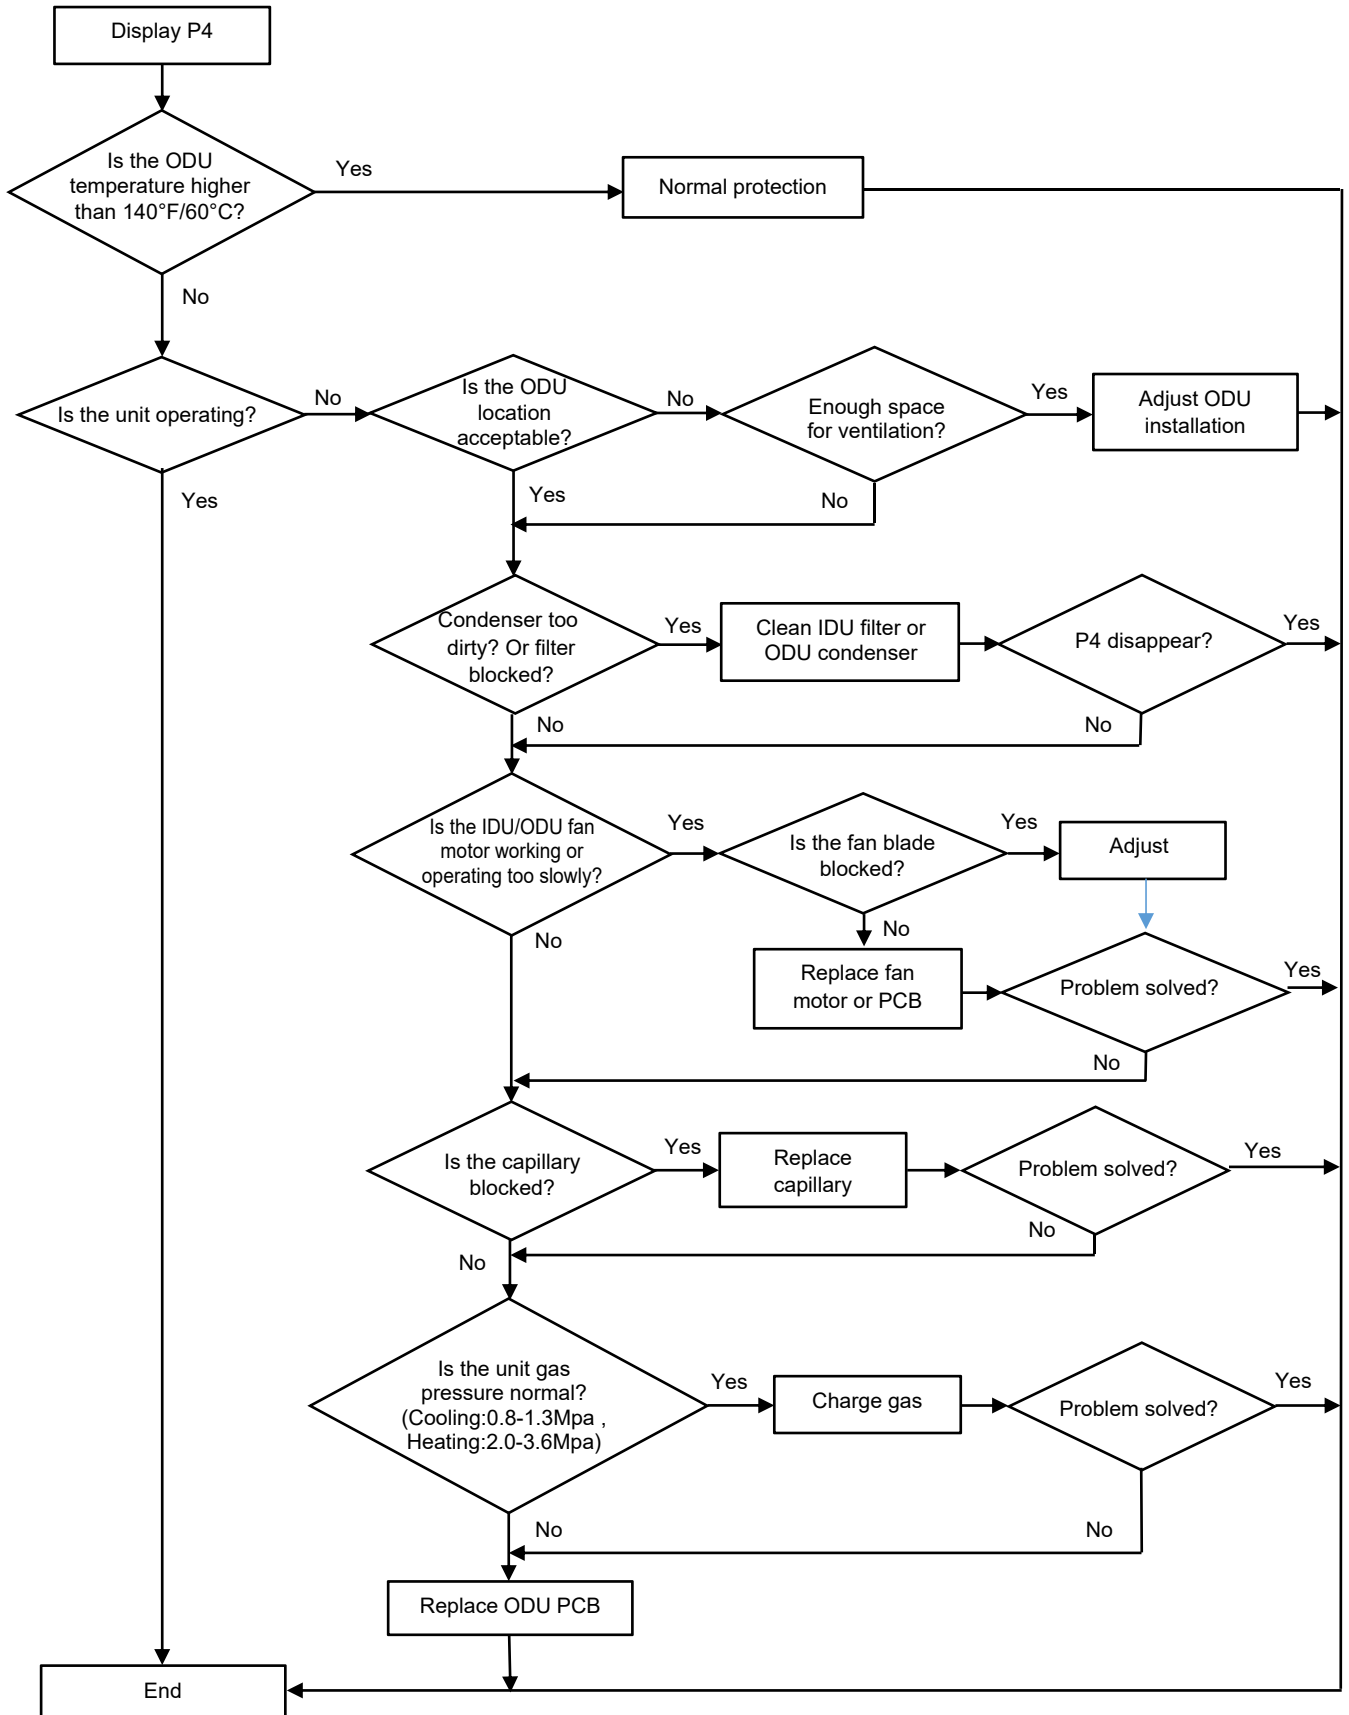 Display P4
Is the ODU
temperature higher
than 140°F/60°C?
Yes
Normal protection
No
Is the unit operating?
No
Is the ODU
location
acceptable?
No
Enough space
for ventilation?
Yes
Adjust ODU
installation
Yes
Yes
No
Condenser too
dirty? Or filter
blocked?
Yes
Clean IDU filter or
ODU condenser
P4 disappear?
Yes
No
No
Is the IDU/ODU fan
motor working or
operating too slowly?
Yes
Is the fan blade
blocked?
Yes
Adjust
No
No
Replace fan
motor or PCB
Problem solved?
Yes
No
Is the capillary
blocked?
Yes
Replace
capillary
Problem solved?
Yes
No
No
Is the unit gas
pressure normal?
(Cooling:0.8-1.3Mpa ,
Heating:2.0-3.6Mpa)
Yes
Charge gas
Problem solved?
Yes
No
No
Replace ODU PCB
End